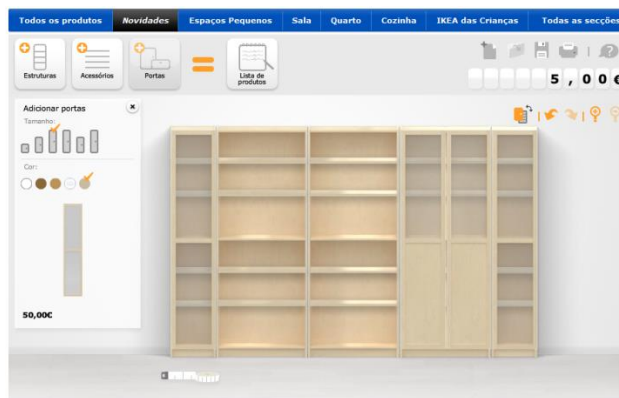 Todos os produtos Novidades Espaços Pequenos Sala Quarto Cozinha IKEA das Crianças Todas as secções
Estruturas Acessórios Portas Lista de produtos
5,00€
Adicionar portas
Tamanho:
Cor:
50,00€